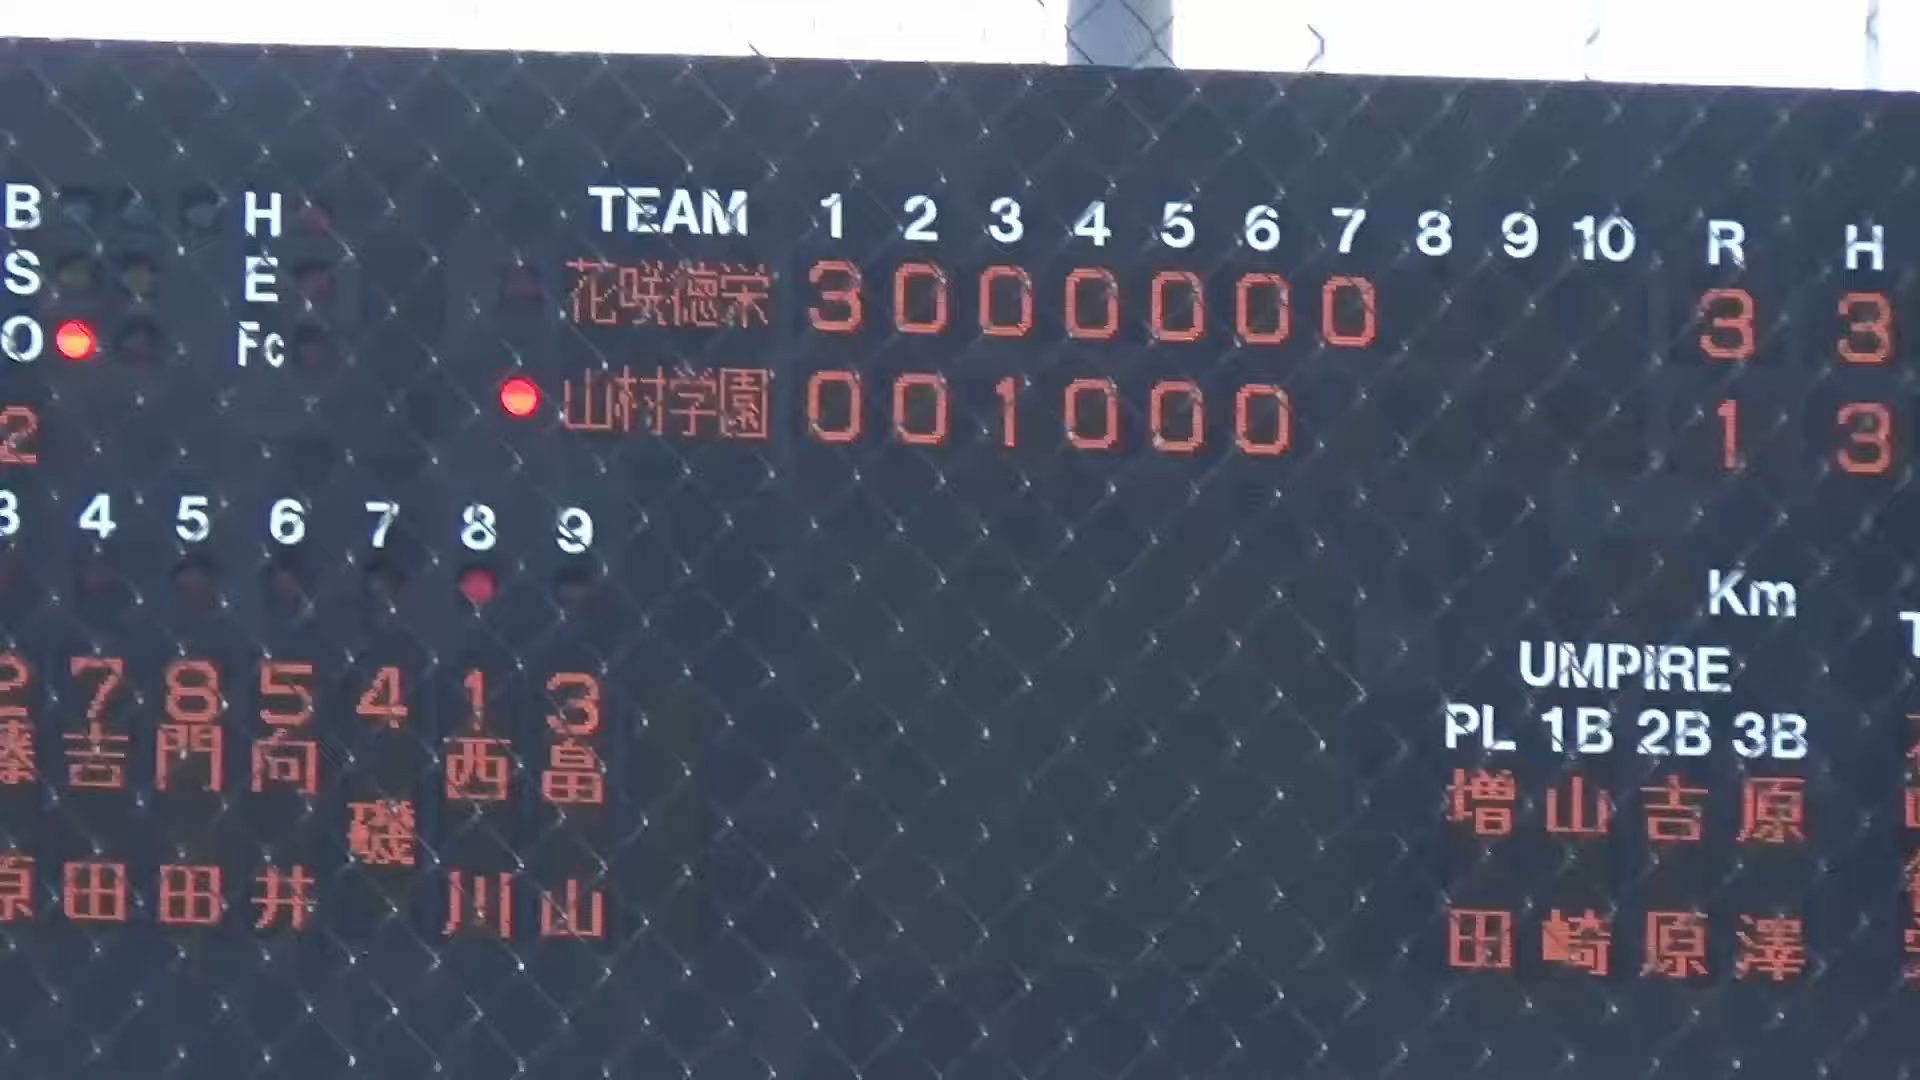 B H TEAM 1 2 3 4 5 6 7 8 9 10 R H
S E 花咲徳栄 3 0 0 0 0 0 0 3 3
O Fc 山村学園 0 0 1 0 0 0 1 3
2
3 4 5 6 7 8 9
Km
2 7 8 5 4 1 3
吉田 門田 向井 磯 西川 畠山
UMPIRE
PL 1B 2B 3B
増田 山崎 吉原 原澤